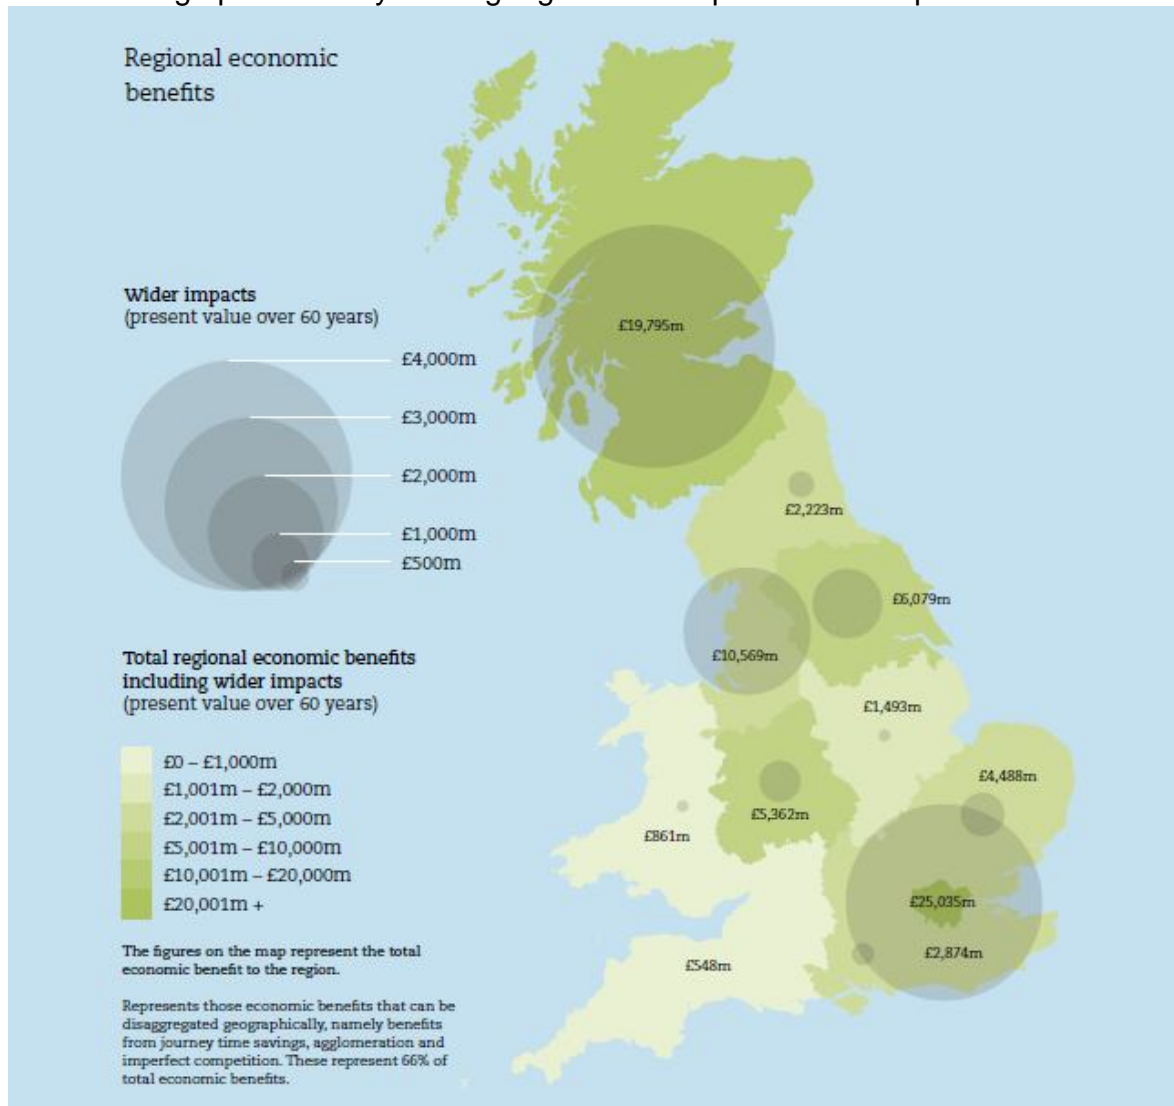 Regional economic
benefits
Wider impacts
(present value over 60 years)
£4,000m
£3,000m
£2,000m
£1,000m
£500m
Total regional economic benefits
including wider impacts
(present value over 60 years)
£0 – £1,000m
£1,001m – £2,000m
£2,001m – £5,000m
£5,001m – £10,000m
£10,001m – £20,000m
£20,001m +
The figures on the map represent the total
economic benefit to the region.
Represents those economic benefits that can be
disaggregated geographically, namely benefits
from journey time savings, agglomeration and
imperfect competition. These represent 66% of
total economic benefits.
£19,795m
£2,223m
£6,079m
£10,569m
£1,493m
£4,488m
£5,362m
£861m
£25,035m
£2,874m
£548m